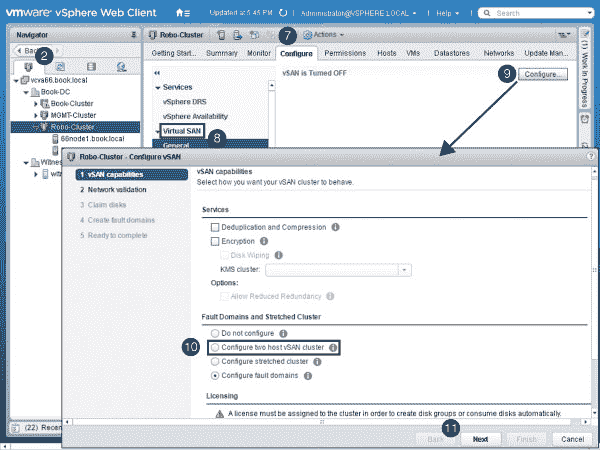 vmware® vSphere Web Client
Updated at 5:45 PM
Administrator@VSPHERE.LOCAL
Help
Search
Navigator
Back
2
vcva66.book.local
Book-DC
Book-Cluster
MGMT-Cluster
Robo-Cluster
66node1.book.local
Robo-Cluster
7
Actions
Getting Start...
Summary
Monitor
Configure
Permissions
Hosts
VMs
Datastores
Networks
Update Man...
Services
vSphere DRS
vSphere Availability
Virtual SAN
8
General
vSAN is Turned OFF
9
Configure...
(1) Work In Progress
Robo-Cluster - Configure vSAN
1 vSAN capabilities
2 Network validation
3 Claim disks
4 Create fault domains
5 Ready to complete
vSAN capabilities
Select how you want your vSAN cluster to behave.
Services
Deduplication and Compression
Encryption
Disk Wiping
KMS cluster:
Options:
Allow Reduced Redundancy
Fault Domains and Stretched Cluster
Do not configure
10
Configure two host vSAN cluster
Configure stretched cluster
Configure fault domains
Licensing
A license must be assigned to the cluster in order to create disk groups or consume disks automatically.
11
Back
Next
Finish
Cancel
(22) Recen